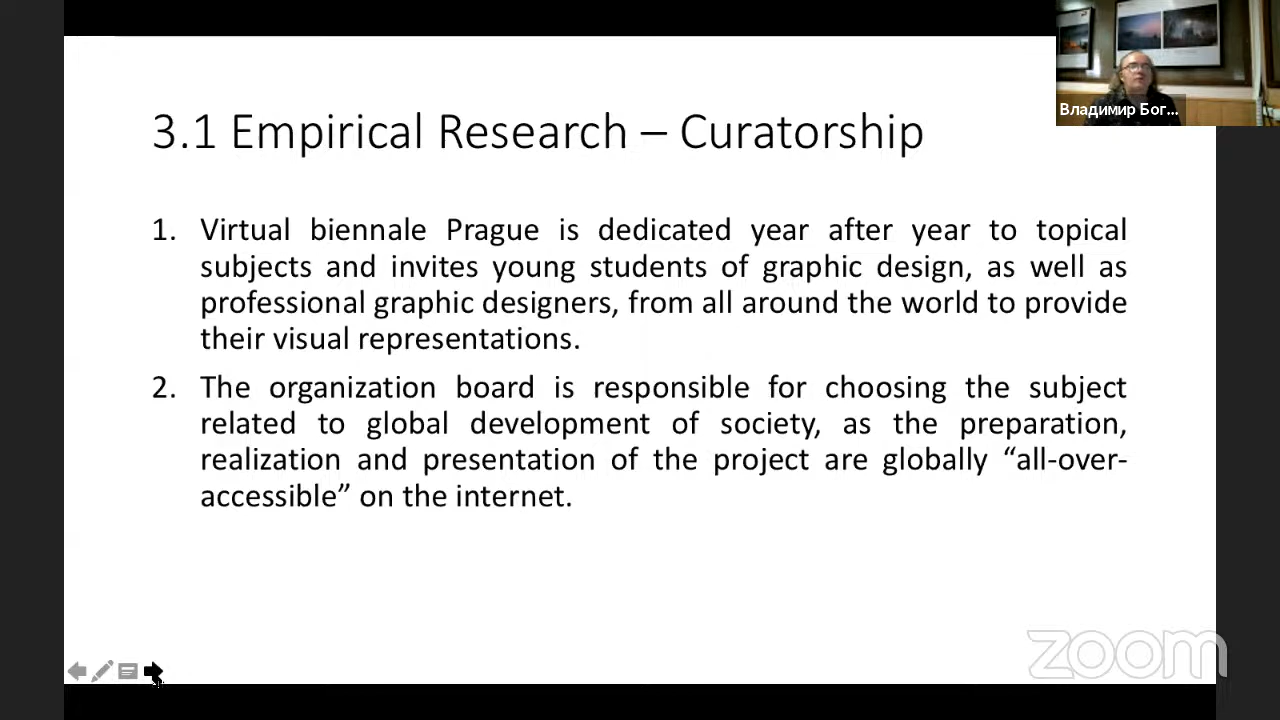 3.1 Empirical Research – Curatorship
Владимир Бог...
1. Virtual biennale Prague is dedicated year after year to topical
subjects and invites young students of graphic design, as well as
professional graphic designers, from all around the world to provide
their visual representations.
2. The organization board is responsible for choosing the subject
related to global development of society, as the preparation,
realization and presentation of the project are globally “all-over-
accessible” on the internet.
zoom